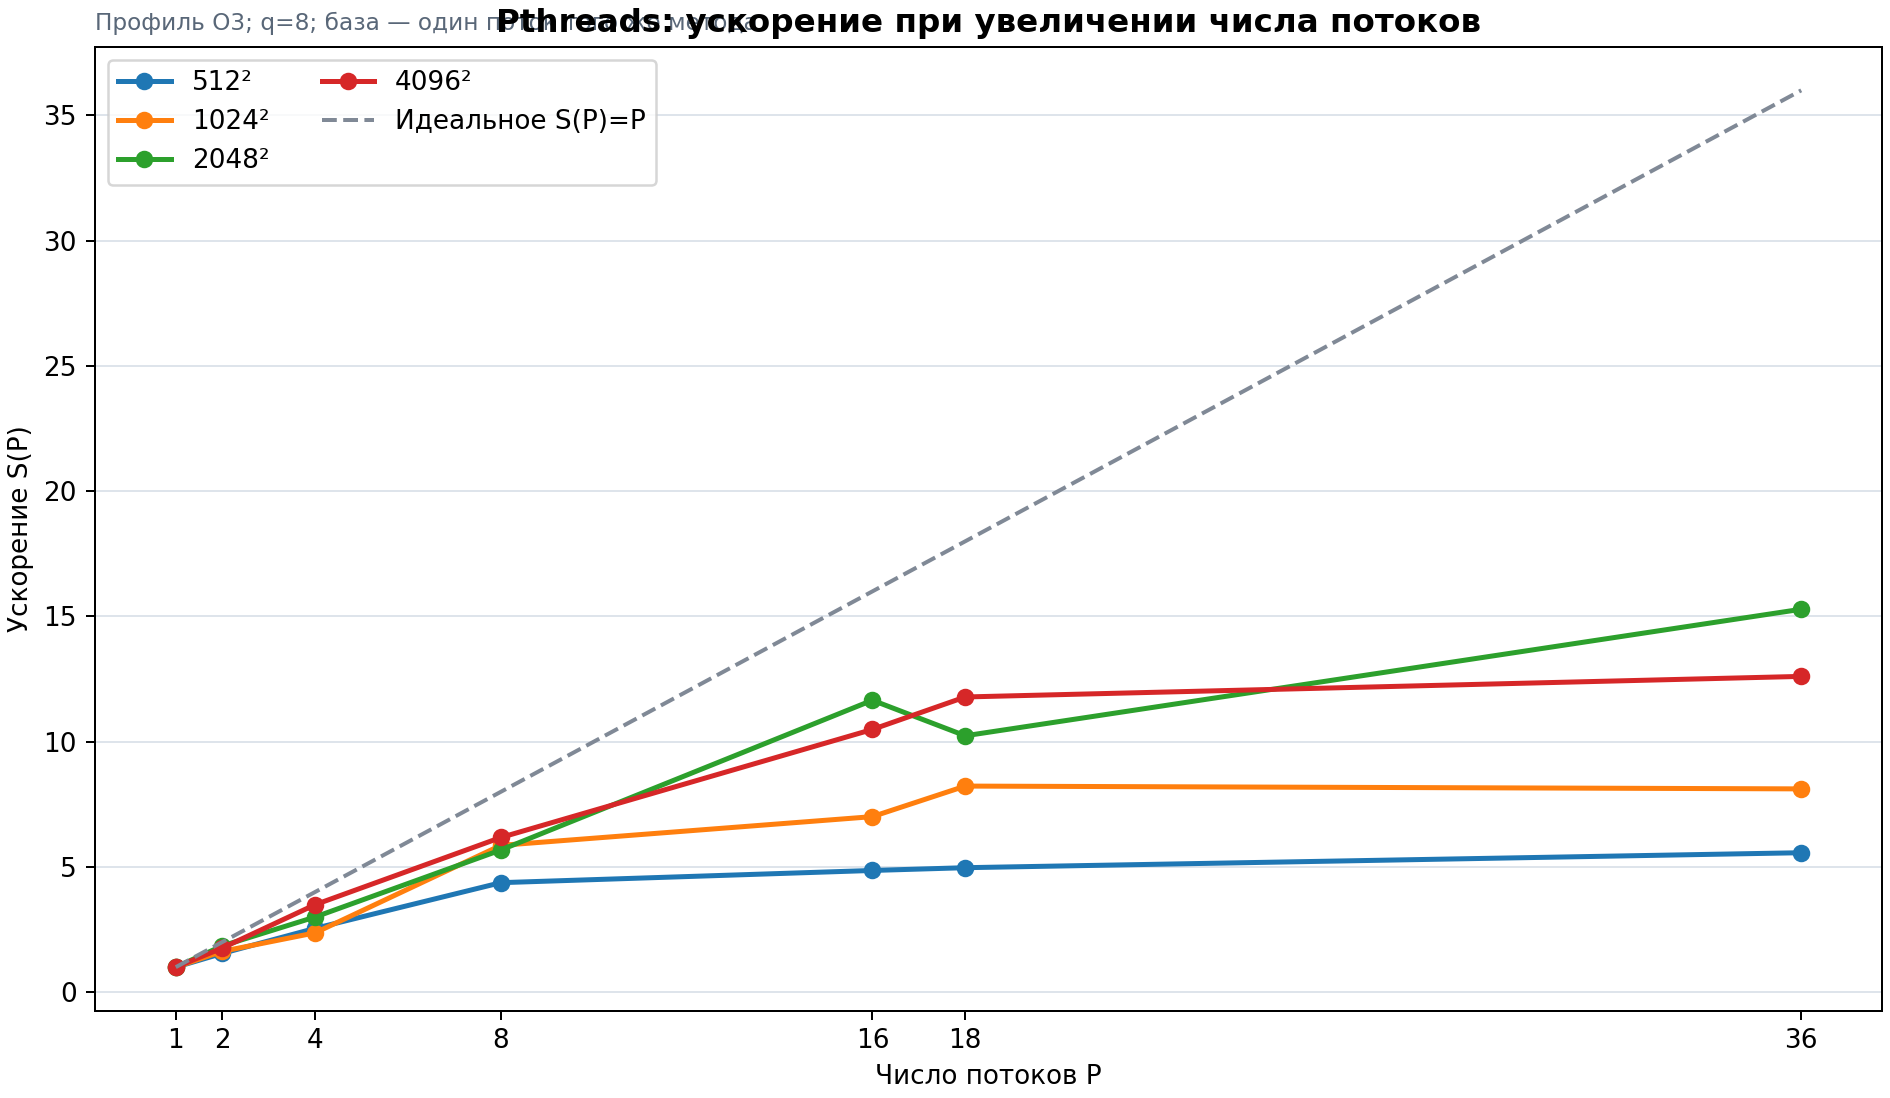 Профиль O3; q=8; база — один
Pthreads: ускорение при увеличении числа потоков
512²
1024²
2048²
4096²
Идеальное S(P)=P
Ускорение S(P)
35
30
25
20
15
10
5
0
1 2 4 8 16 18 36
Число потоков P